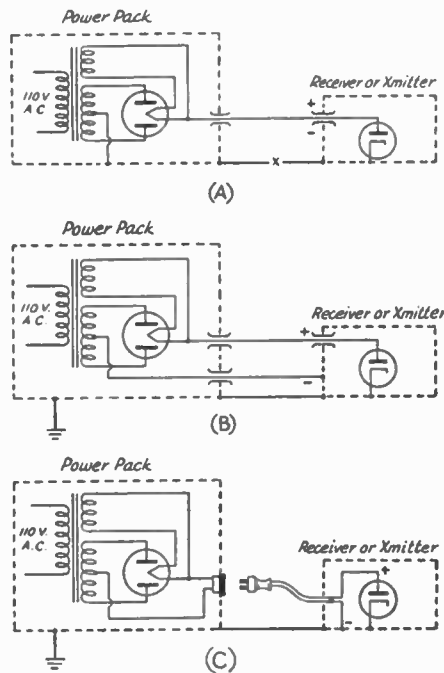 Power Pack
Receiver or Xmitter
110 V.
A C.
+
-
x
(A)
Power Pack
Receiver or Xmitter
110 V.
A C.
+
-
(B)
Power Pack
Receiver or Xmitter
110 V.
A.C.
+
-
(C)